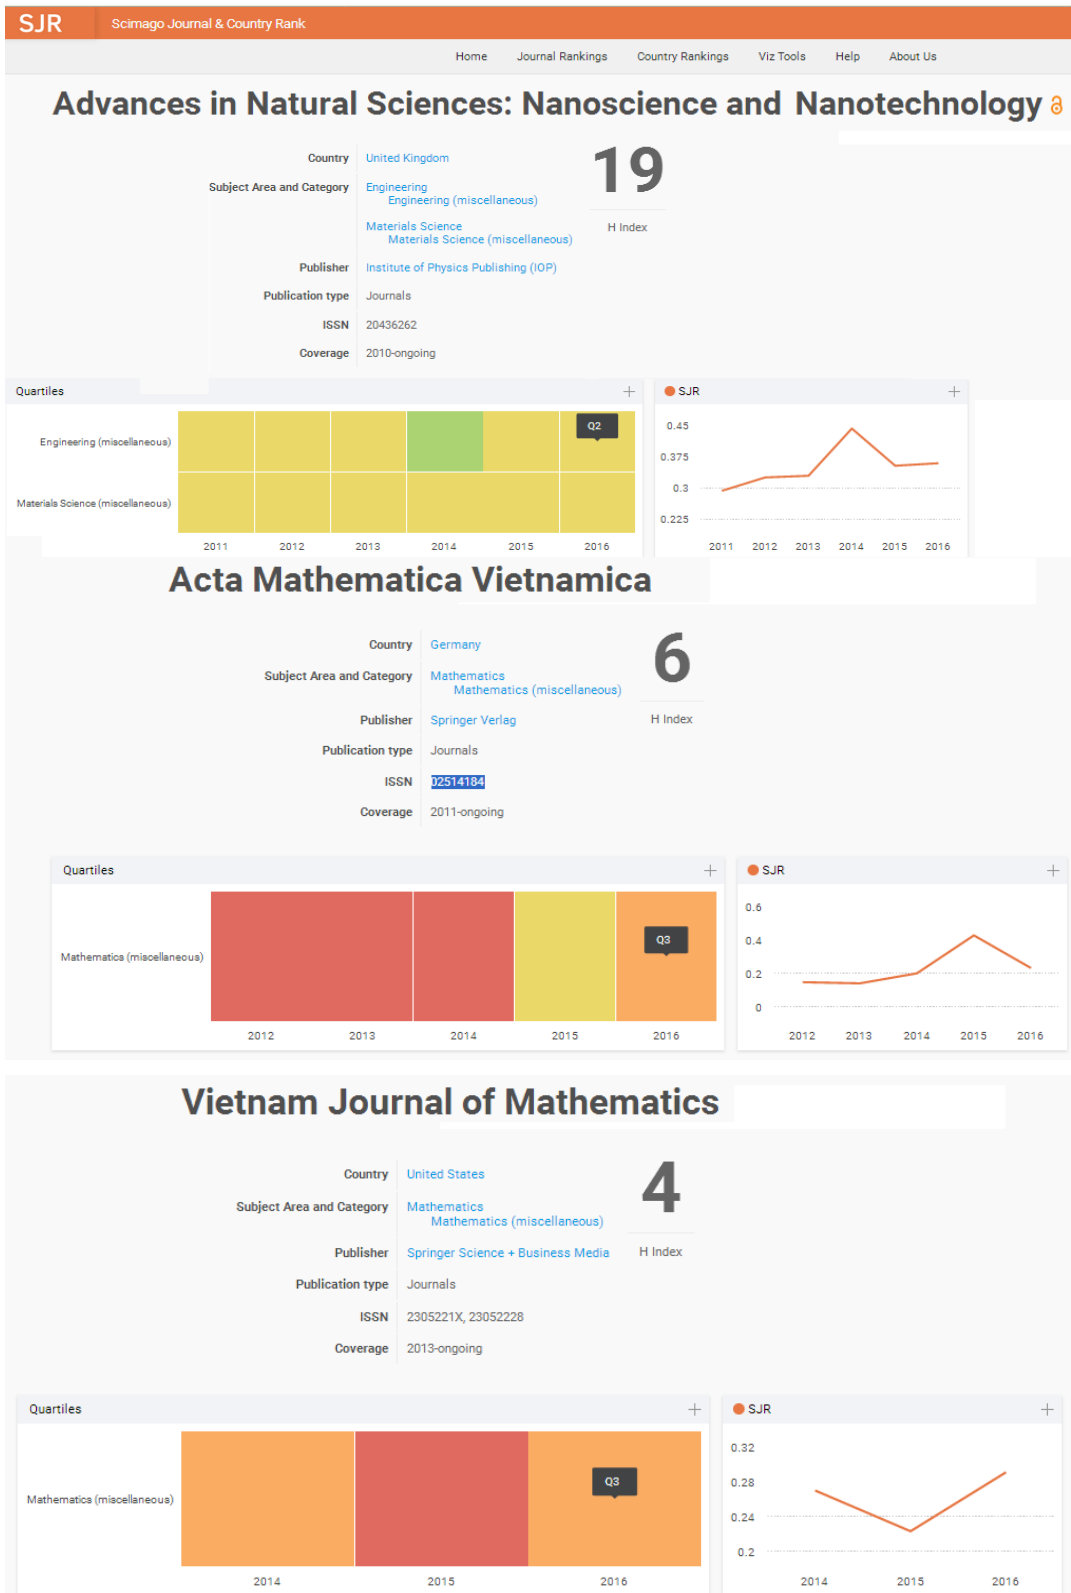 SJR Scimago Journal & Country Rank
Home Journal Rankings Country Rankings Viz Tools Help About Us
Advances in Natural Sciences: Nanoscience and Nanotechnology
Country United Kingdom
19
Subject Area and Category Engineering
Engineering (miscellaneous)
Materials Science
Materials Science (miscellaneous)
H Index
Publisher Institute of Physics Publishing (IOP)
Publication type Journals
ISSN 20436262
Coverage 2010-ongoing
Quartiles
Engineering (miscellaneous)
Q2
Materials Science (miscellaneous)
2011 2012 2013 2014 2015 2016
SJR
0.45
0.375
0.3
0.225
2011 2012 2013 2014 2015 2016
Acta Mathematica Vietnamica
Country Germany
6
Subject Area and Category Mathematics
Mathematics (miscellaneous)
Publisher Springer Verlag
H Index
Publication type Journals
ISSN 02514184
Coverage 2011-ongoing
Quartiles
Mathematics (miscellaneous)
Q3
2012 2013 2014 2015 2016
SJR
0.6
0.4
0.2
0
2012 2013 2014 2015 2016
Vietnam Journal of Mathematics
Country United States
4
Subject Area and Category Mathematics
Mathematics (miscellaneous)
Publisher Springer Science + Business Media
H Index
Publication type Journals
ISSN 2305221X, 23052228
Coverage 2013-ongoing
Quartiles
Mathematics (miscellaneous)
Q3
2014 2015 2016
SJR
0.32
0.28
0.24
0.2
2014 2015 2016